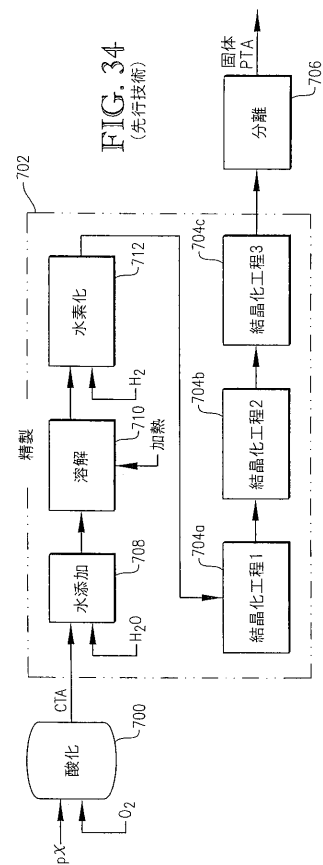 FIG. 34
(先行技術)
702
精製
pX
O2
酸化
700
CTA
水添加
708
H2O
溶解
710
加熱
水素化
712
H2
結晶化工程1
704a
結晶化工程2
704b
結晶化工程3
704c
分離
706
固体
PTA